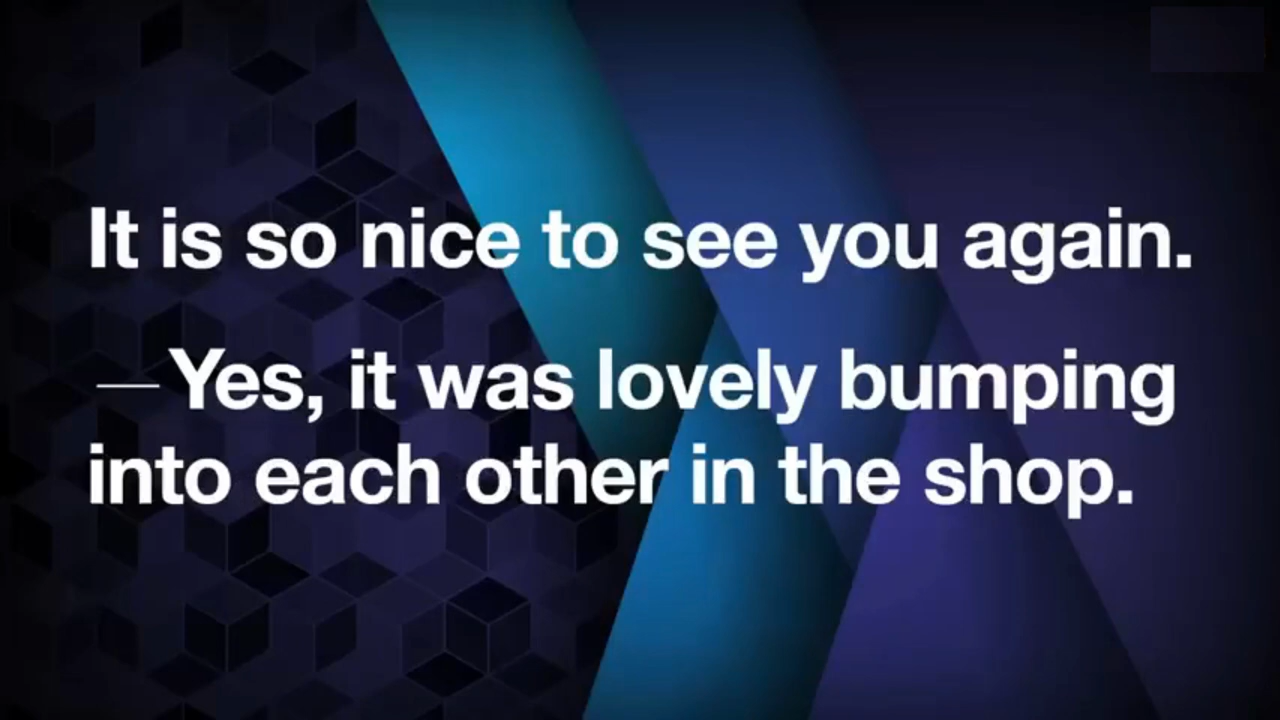 It is so nice to see you again.
—Yes, it was lovely bumping
into each other in the shop.